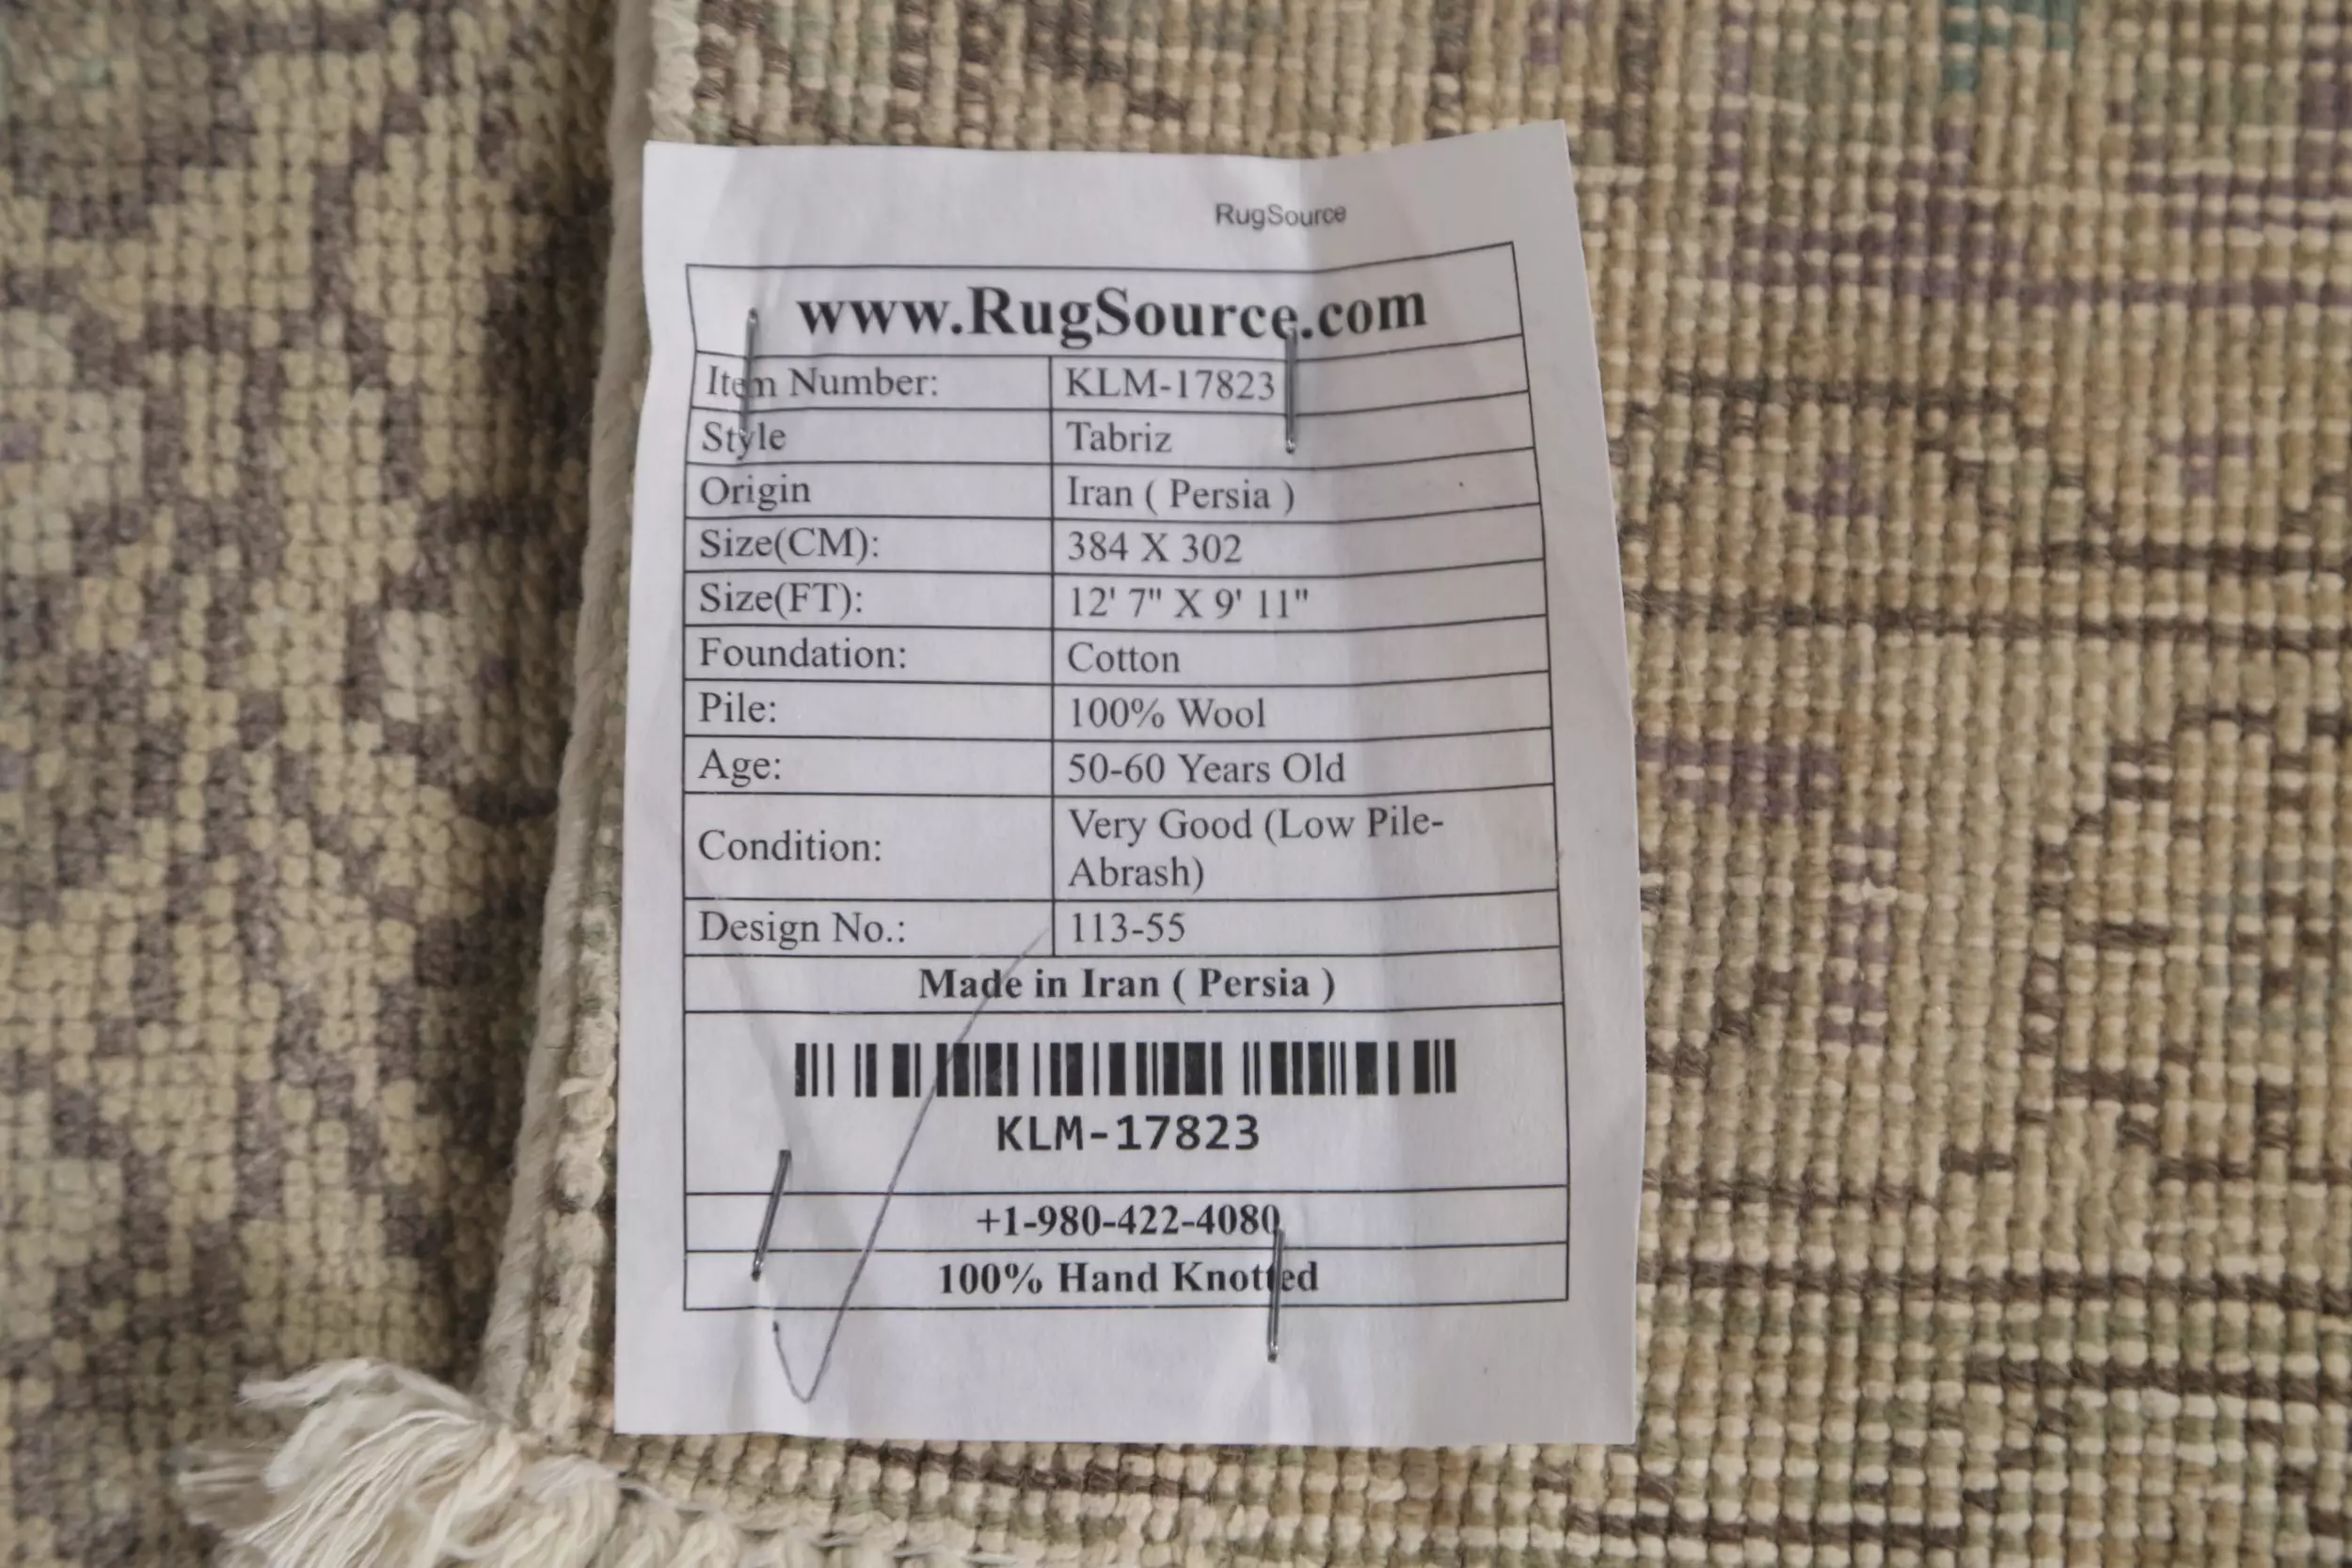 RugSource
www.RugSource.com
Item Number: KLM-17823
Style Tabriz
Origin Iran ( Persia )
Size(CM): 384 X 302
Size(FT): 12' 7" X 9' 11"
Foundation: Cotton
Pile: 100% Wool
Age: 50-60 Years Old
Condition: Very Good (Low Pile-
Abrash)
Design No.: 113-55
Made in Iran ( Persia )
KLM-17823
+1-980-422-4080
100% Hand Knotted